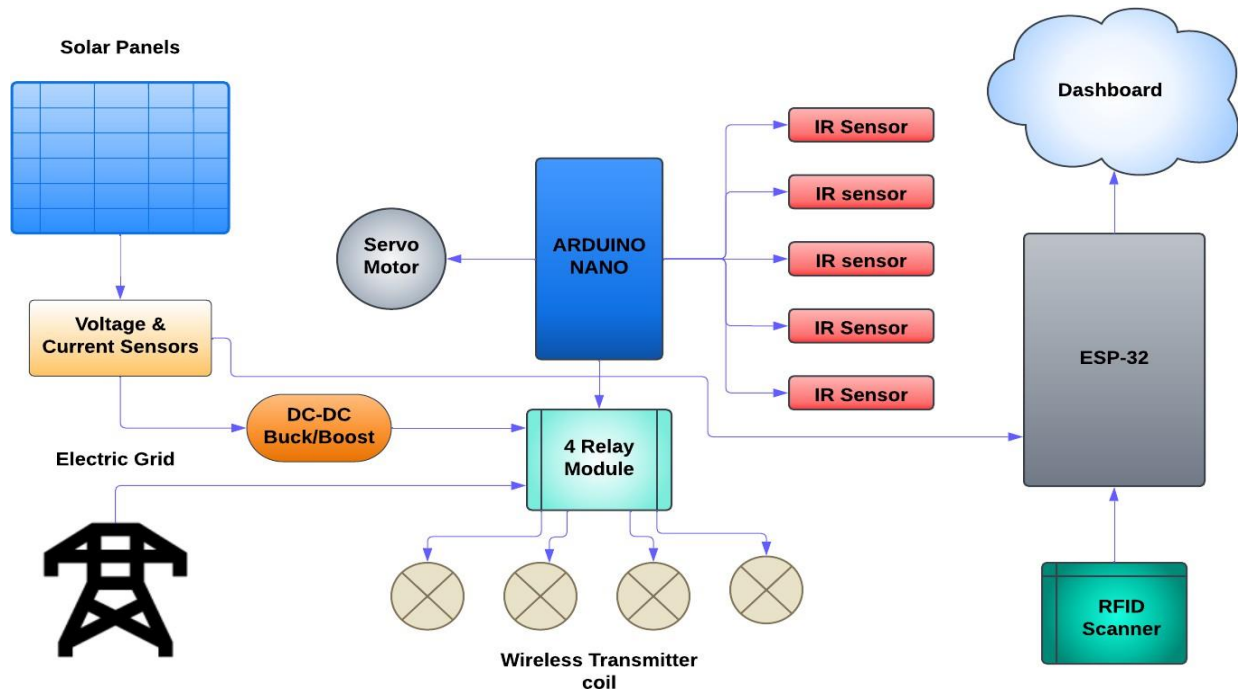 Solar Panels
Dashboard
IR Sensor
IR sensor
Servo
Motor
ARDUINO
NANO
IR sensor
Voltage &
Current Sensors
IR Sensor
ESP-32
IR Sensor
DC-DC
Buck/Boost
4 Relay
Module
Electric Grid
RFID
Scanner
Wireless Transmitter
coil